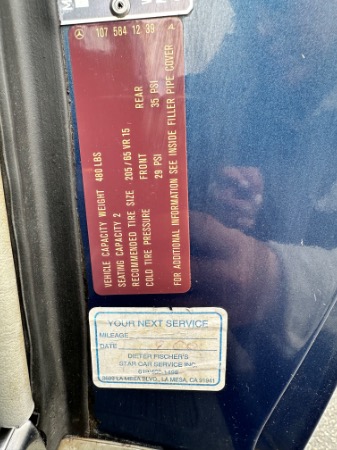 107 584 12 39 A
VEHICLE CAPACITY WEIGHT 480 LBS
SEATING CAPACITY 2
RECOMMENDED TIRE SIZE 205/65 VR 15
FRONT REAR
COLD TIRE PRESSURE 29 PSI 35 PSI
FOR ADDITIONAL INFORMATION SEE INSIDE FILLER PIPE COVER
YOUR NEXT SERVICE
MILEAGE
DATE
DIETER FISCHER'S
STAR CAR SERVICE INC.
LA MESA BLVD., LA MESA, CA 91941